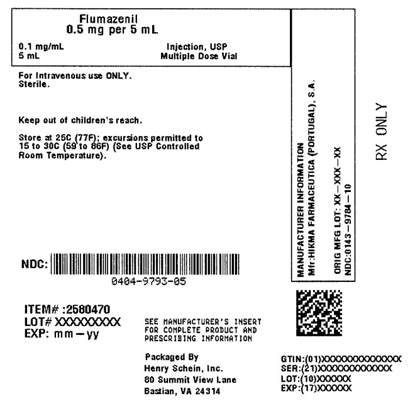 Flumazenil
0.5 mg per 5 mL
0.1 mg/mL Injection, USP
5 mL Multiple Dose Vial
For Intravenous use ONLY.
Sterile.
Keep out of children's reach.
Store at 25C (77F); excursions permitted to
15 to 30C (59 to 86F) (See USP Controlled
Room Temperature).
NDC:
0404-9793-05
ITEM# :2580470
LOT# XXXXXXXXX
EXP: mm-yy
SEE MANUFACTURER'S INSERT
FOR COMPLETE PRODUCT AND
PRESCRIBING INFORMATION
Packaged By
Henry Schein, Inc.
80 Summit View Lane
Bastian, VA 24314
MANUFACTURER INFORMATION
Mfr:HIKMA FARMACEUTICA (PORTUGAL), S.A.
ORIG MFG LOT: XX-XXX-XX
NDC:0143-9784-10
RX ONLY
GTIN:(01)XXXXXXXXXXXXXX
SER:(21)XXXXXXXXXXXXX
LOT:(10)XXXXXX
EXP:(17)XXXXXX